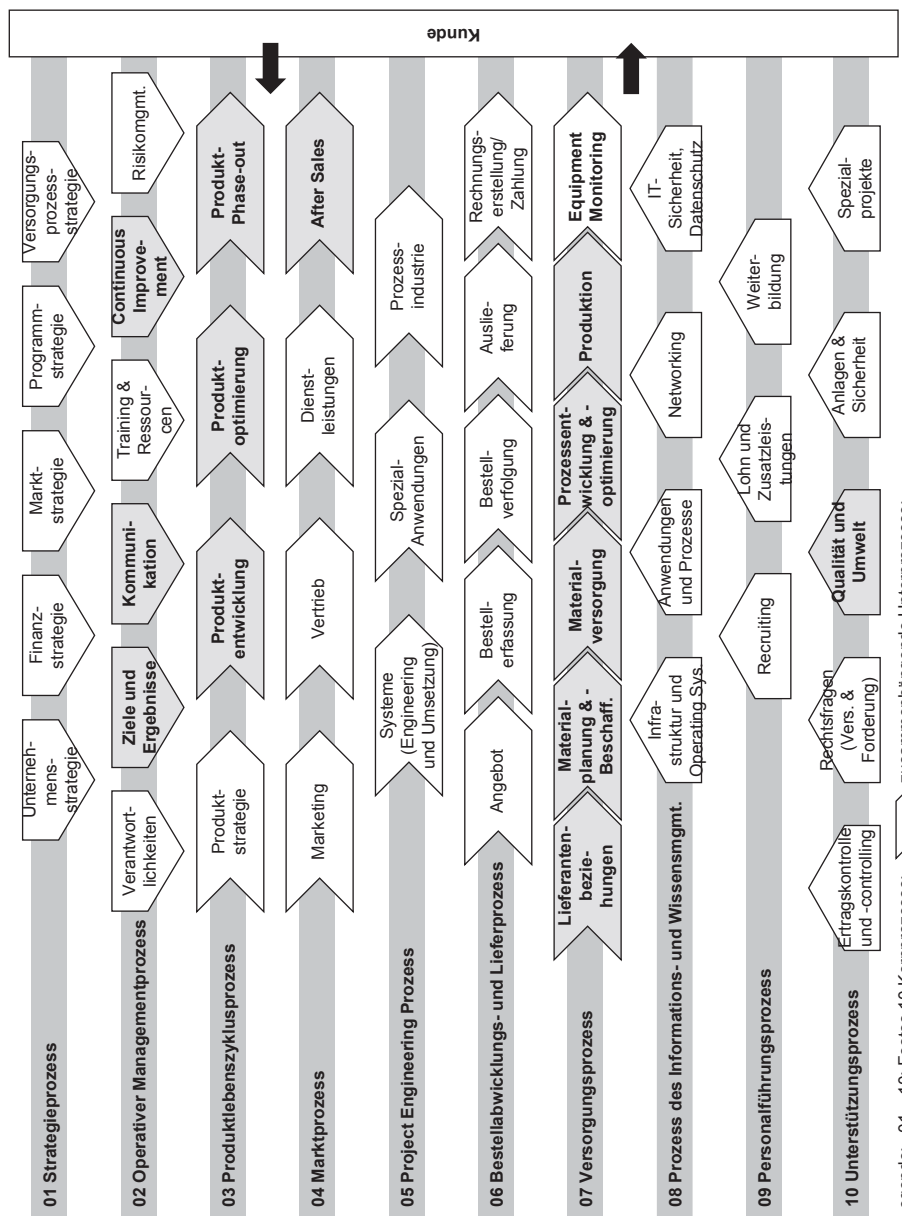 Kunde
01 Strategieprozess
Unterneh-
mens-
strategie
Finanz-
strategie
Markt-
strategie
Programm-
strategie
Versorgungs-
prozess-
strategie
02 Operativer Managementprozess
Verantwort-
lichkeiten
Ziele und
Ergebnisse
Kommuni-
kation
Training &
Ressour-
cen
Continuous
Improve-
ment
Risikomgmt.
03 Produktlebenszyklusprozess
Produkt-
strategie
Produkt-
entwicklung
Produkt-
optimierung
Produkt-
Phase-out
04 Marktprozess
Marketing
Vertrieb
Dienst-
leistungen
After Sales
05 Project Engineering Prozess
Systeme
(Engineering
und Umsetzung)
Spezial-
Anwendungen
Prozess-
industrie
06 Bestellabwicklungs- und Lieferprozess
Angebot
Bestell-
erfassung
Bestell-
verfolgung
Auslie-
ferung
Rechnungs-
erstellung/
Zahlung
07 Versorgungsprozess
Lieferanten-
bezie-
hungen
Material-
planung & -
Beschaff.
Material-
versorgung
Prozessent-
wicklung & -
optimierung
Produktion
Equipment
Monitoring
08 Prozess des Informations- und Wissensmgmt.
Infra-
struktur und
Operating Sys.
Anwendungen
und Prozesse
Networking
IT-
Sicherheit,
Datenschutz
09 Personalführungsprozess
Recruiting
Lohn und
Zusatzleis-
tungen
Weiter-
bildung
10 Unterstützungsprozess
Ertragskontrolle
und -controlling
Rechtsfragen
(Vers. &
Forderung)
Qualität und
Umwelt
Anlagen &
Sicherheit
Spezial-
projekte